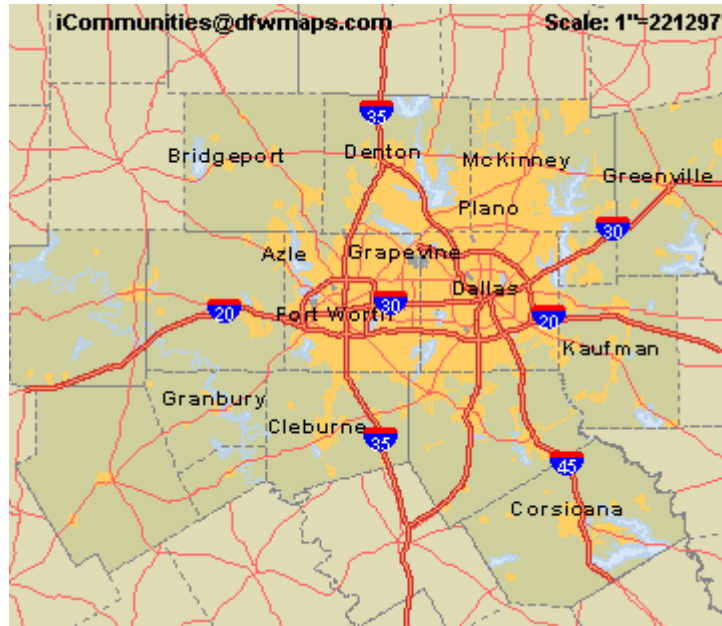 iCommunities@dfwmaps.com
Scale: 1"=221297
35
Bridgeport
Denton
McKinney
Greenville
Plano
30
Azle
Grapevine
Dallas
20
Fort Worth
30
20
Kaufman
Granbury
Cleburne
35
45
Corsicana